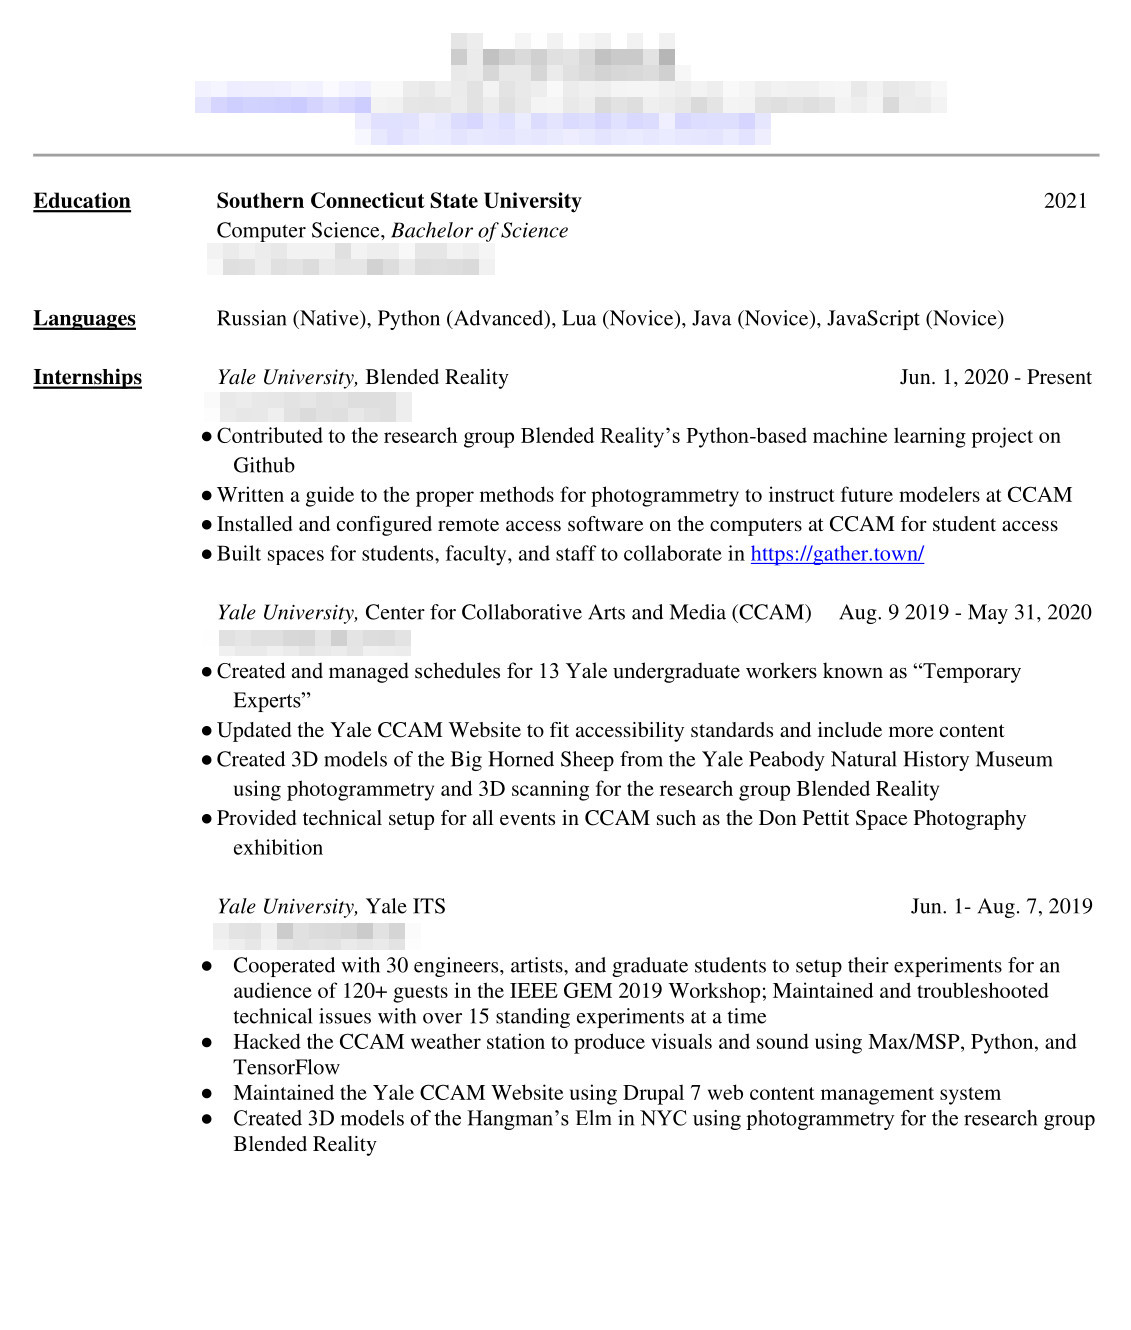 Education Southern Connecticut State University 2021
Computer Science, Bachelor of Science
Languages Russian (Native), Python (Advanced), Lua (Novice), Java (Novice), JavaScript (Novice)
Internships Yale University, Blended Reality Jun. 1, 2020 - Present
● Contributed to the research group Blended Reality’s Python-based machine learning project on
Github
● Written a guide to the proper methods for photogrammetry to instruct future modelers at CCAM
● Installed and configured remote access software on the computers at CCAM for student access
● Built spaces for students, faculty, and staff to collaborate in https://gather.town/
Yale University, Center for Collaborative Arts and Media (CCAM) Aug. 9 2019 - May 31, 2020
● Created and managed schedules for 13 Yale undergraduate workers known as “Temporary
Experts”
● Updated the Yale CCAM Website to fit accessibility standards and include more content
● Created 3D models of the Big Horned Sheep from the Yale Peabody Natural History Museum
using photogrammetry and 3D scanning for the research group Blended Reality
● Provided technical setup for all events in CCAM such as the Don Pettit Space Photography
exhibition
Yale University, Yale ITS Jun. 1- Aug. 7, 2019
● Cooperated with 30 engineers, artists, and graduate students to setup their experiments for an
audience of 120+ guests in the IEEE GEM 2019 Workshop; Maintained and troubleshooted
technical issues with over 15 standing experiments at a time
● Hacked the CCAM weather station to produce visuals and sound using Max/MSP, Python, and
TensorFlow
● Maintained the Yale CCAM Website using Drupal 7 web content management system
● Created 3D models of the Hangman’s Elm in NYC using photogrammetry for the research group
Blended Reality